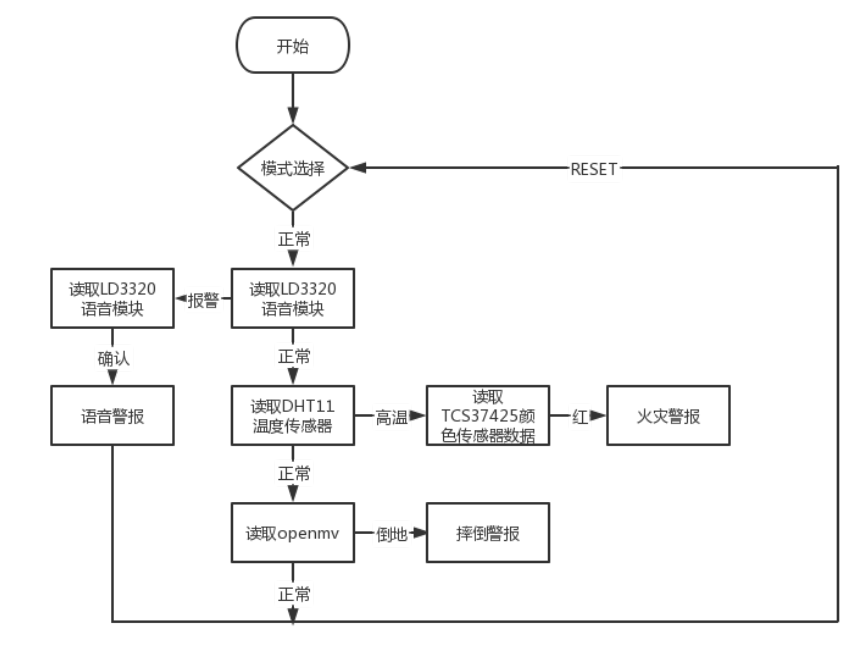 开始
模式选择
RESET
正常
读取LD3320
语音模块
报警
读取LD3320
语音模块
确认
正常
语音警报
读取DHT11
温度传感器
高温
读取
TCS37425颜
色传感器数据
红
火灾警报
正常
读取openmv
倒地
摔倒警报
正常